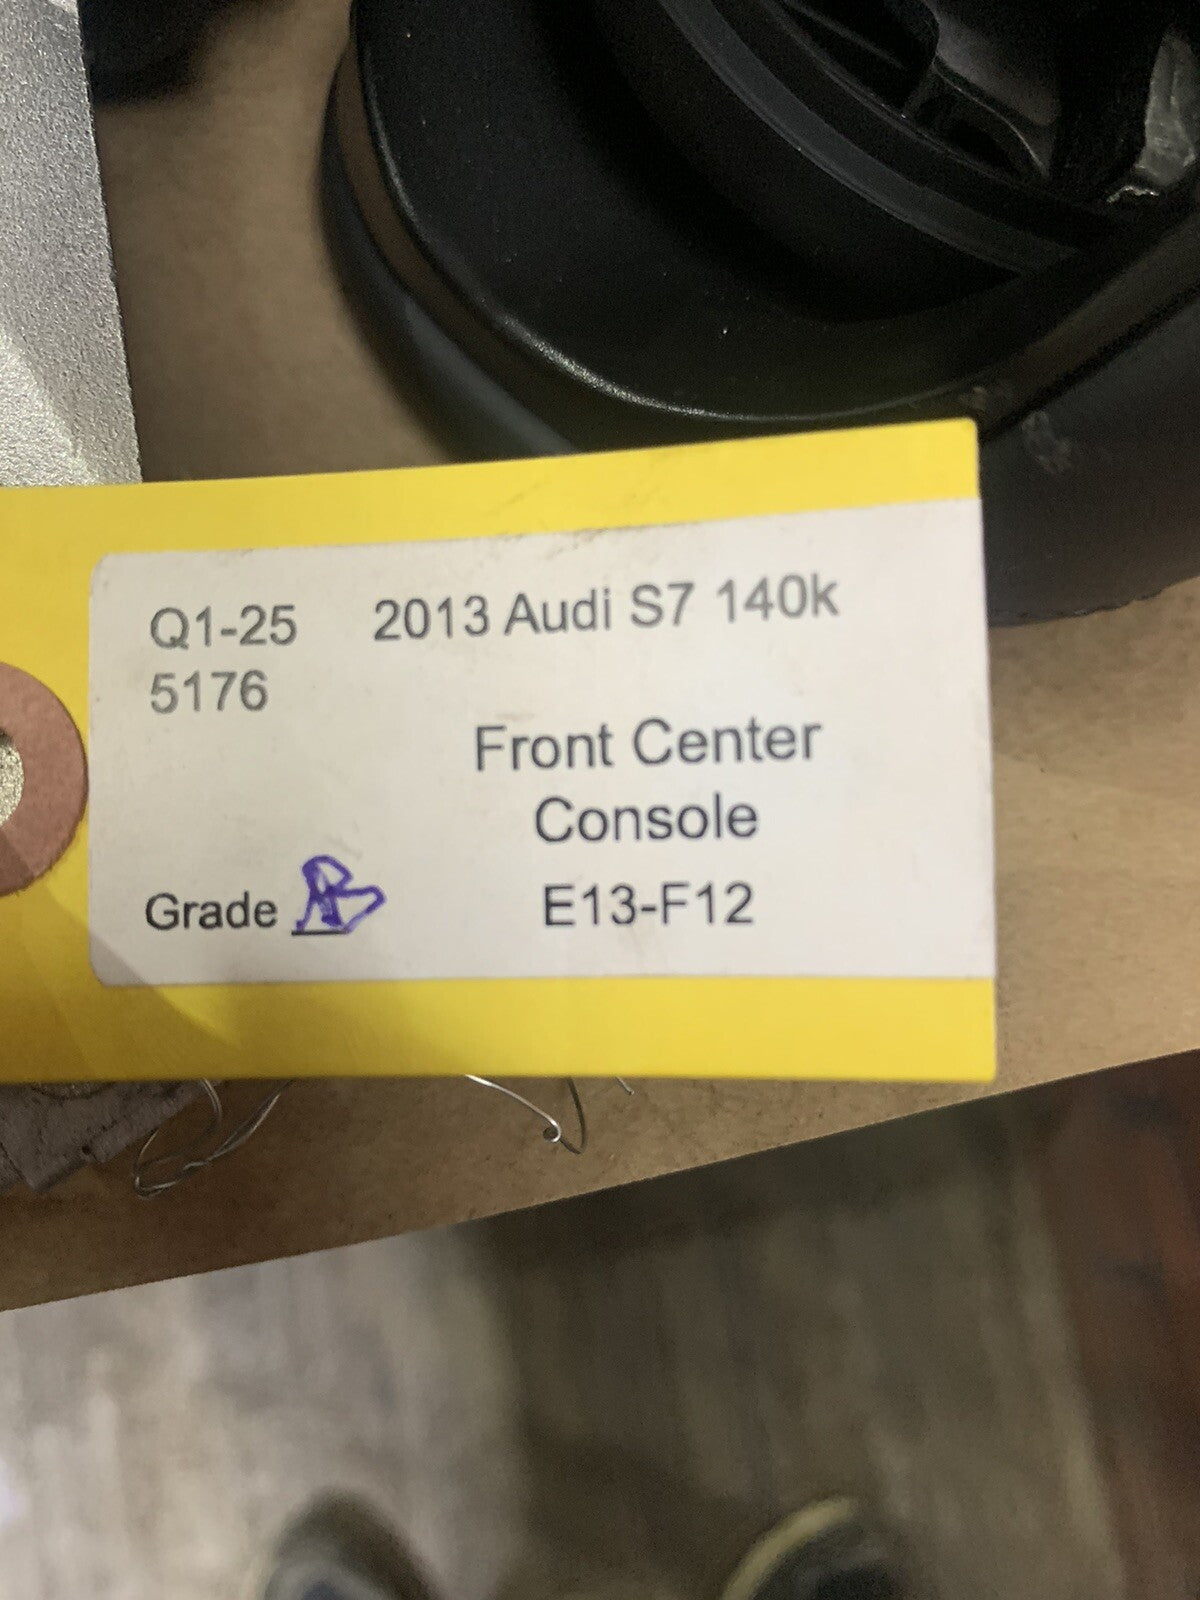 Q1-25 2013 Audi S7 140k
5176
Front Center
Console
Grade
E13-F12